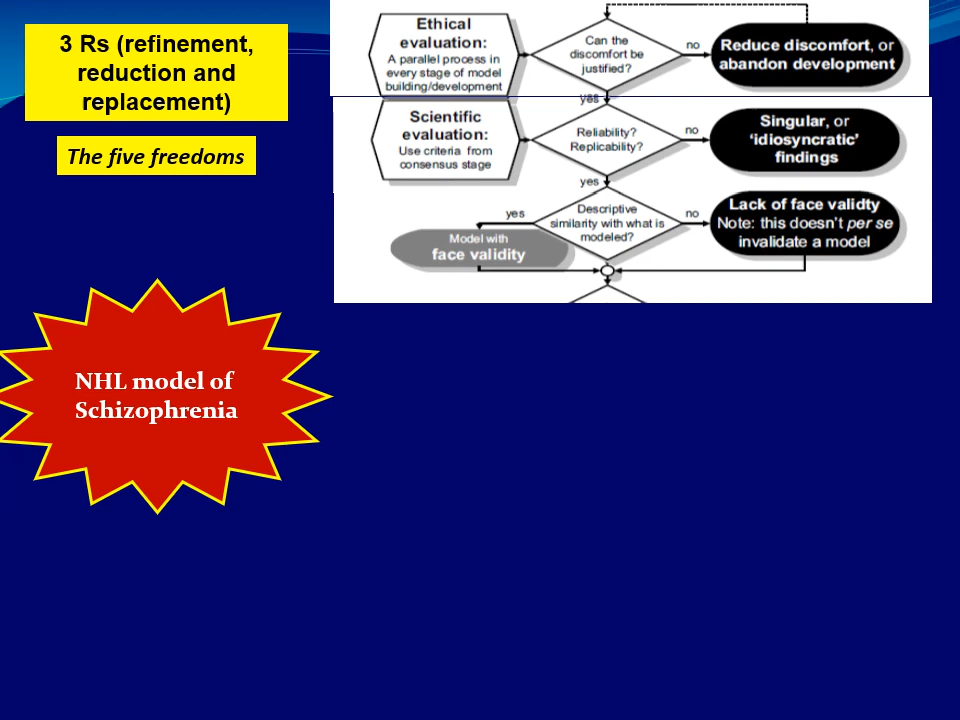 3 Rs (refinement,
reduction and
replacement)
The five freedoms
NHL model of
Schizophrenia
Ethical
evaluation:
A parallel process in
every stage of model
building/development
Can the
discomfort be
justified?
no
Reduce discomfort, or
abandon development
yes
Scientific
evaluation:
Use criteria from
consensus stage
Reliability?
Replicability?
no
Singular, or
‘idiosyncratic’
findings
yes
yes
Descriptive
similarity with what is
modeled?
no
Lack of face validty
Note: this doesn't per se
invalidate a model
Model with
face validity